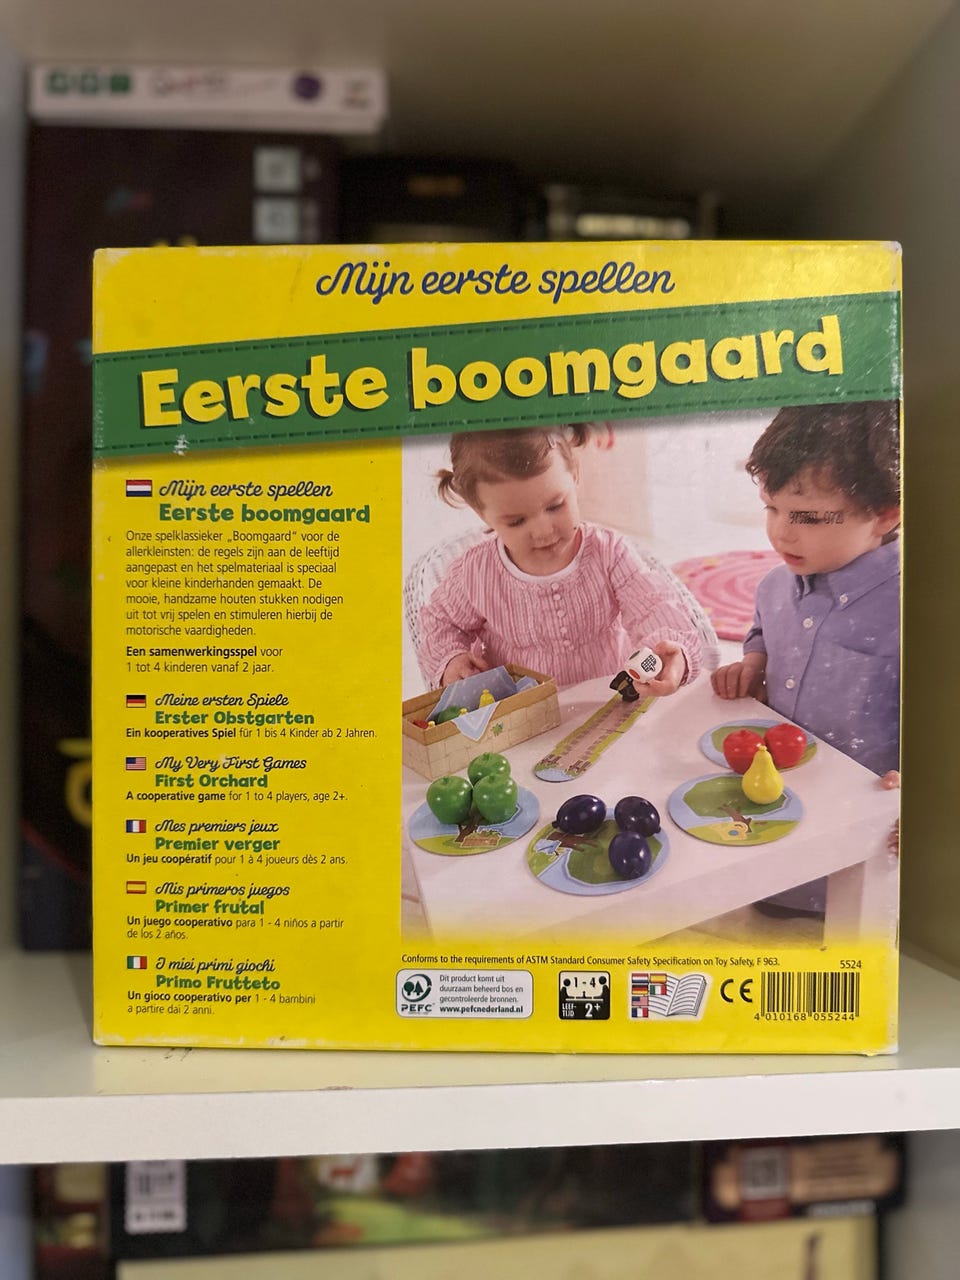 Mijn eerste spellen
Eerste boomgaard
Mijn eerste spellen
Eerste boomgaard
Onze spelklassieker „Boomgaard“ voor de
allerkleinsten: de regels zijn aan de leeftijd
aangepast en het spelmateriaal is speciaal
voor kleine kinderhanden gemaakt. De
mooie, handzame houten stukken nodigen
uit tot vrij spelen en stimuleren hierbij de
motorische vaardigheden.
Een samenwerkingsspel voor
1 tot 4 kinderen vanaf 2 jaar.
Meine ersten Spiele
Erster Obstgarten
Ein kooperatives Spiel für 1 bis 4 Kinder ab 2 Jahren.
My Very First Games
First Orchard
A cooperative game for 1 to 4 players, age 2+.
Mes premiers jeux
Premier verger
Un jeu coopératif pour 1 à 4 joueurs dès 2 ans.
Mis primeros juegos
Primer frutal
Un juego cooperativo para 1 - 4 niños a partir
de los 2 años.
I miei primi giochi
Primo Frutteto
Un gioco cooperativo per 1 - 4 bambini
a partire dai 2 anni.
Conforms to the requirements of ASTM Standard Consumer Safety Specification on Toy Safety, F 963.
5524
PEFC
Dit product komt uit
duurzaam beheerd bos en
gecontroleerde bronnen.
www.pefcnederland.nl
1-4
LEEF-
TIJD
2+
CE
4 010168 055244